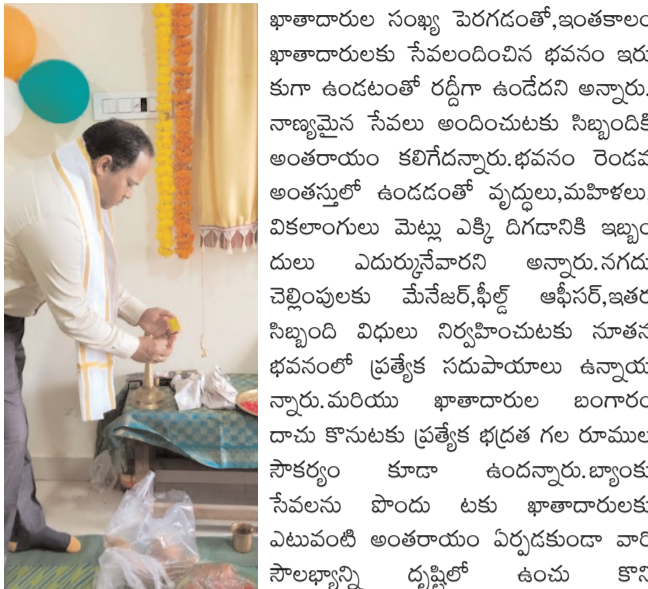 ఖాతాదారుల సంఖ్య పెరగడంతో,ఇంతకాలం
ఖాతాదారులకు సేవలందించిన భవనం ఇరు
కుగా ఉండటంతో రద్దీగా ఉండేదని అన్నారు.
నాణ్యమైన సేవలు అందించుటకు సిబ్బందికి
అంతరాయం కలిగేదన్నారు.భవనం రెండవ
అంతస్తులో ఉండడంతో వృద్ధులు,మహిళలు,
వికలాంగులు మెట్లు ఎక్కి దిగడానికి ఇబ్బం
దులు ఎదుర్కునేవారని అన్నారు.నగదు
చెల్లింపులకు మేనేజర్,ఫీల్డ్ ఆఫీసర్,ఇతర
సిబ్బంది విధులు నిర్వహించుటకు నూతన
భవనంలో ప్రత్యేక సదుపాయాలు ఉన్నాయ
న్నారు.మరియు ఖాతాదారుల బంగారం
దాచు కొనుటకు ప్రత్యేక భద్రత గల రూముల
సౌకర్యం కూడా ఉందన్నారు.బ్యాంకు
సేవలను పొందు టకు ఖాతాదారులకు
ఎటువంటి అంతరాయం ఏర్పడకుండా వారి
సౌలభ్యాన్ని దృష్టిలో ఉంచు కొని